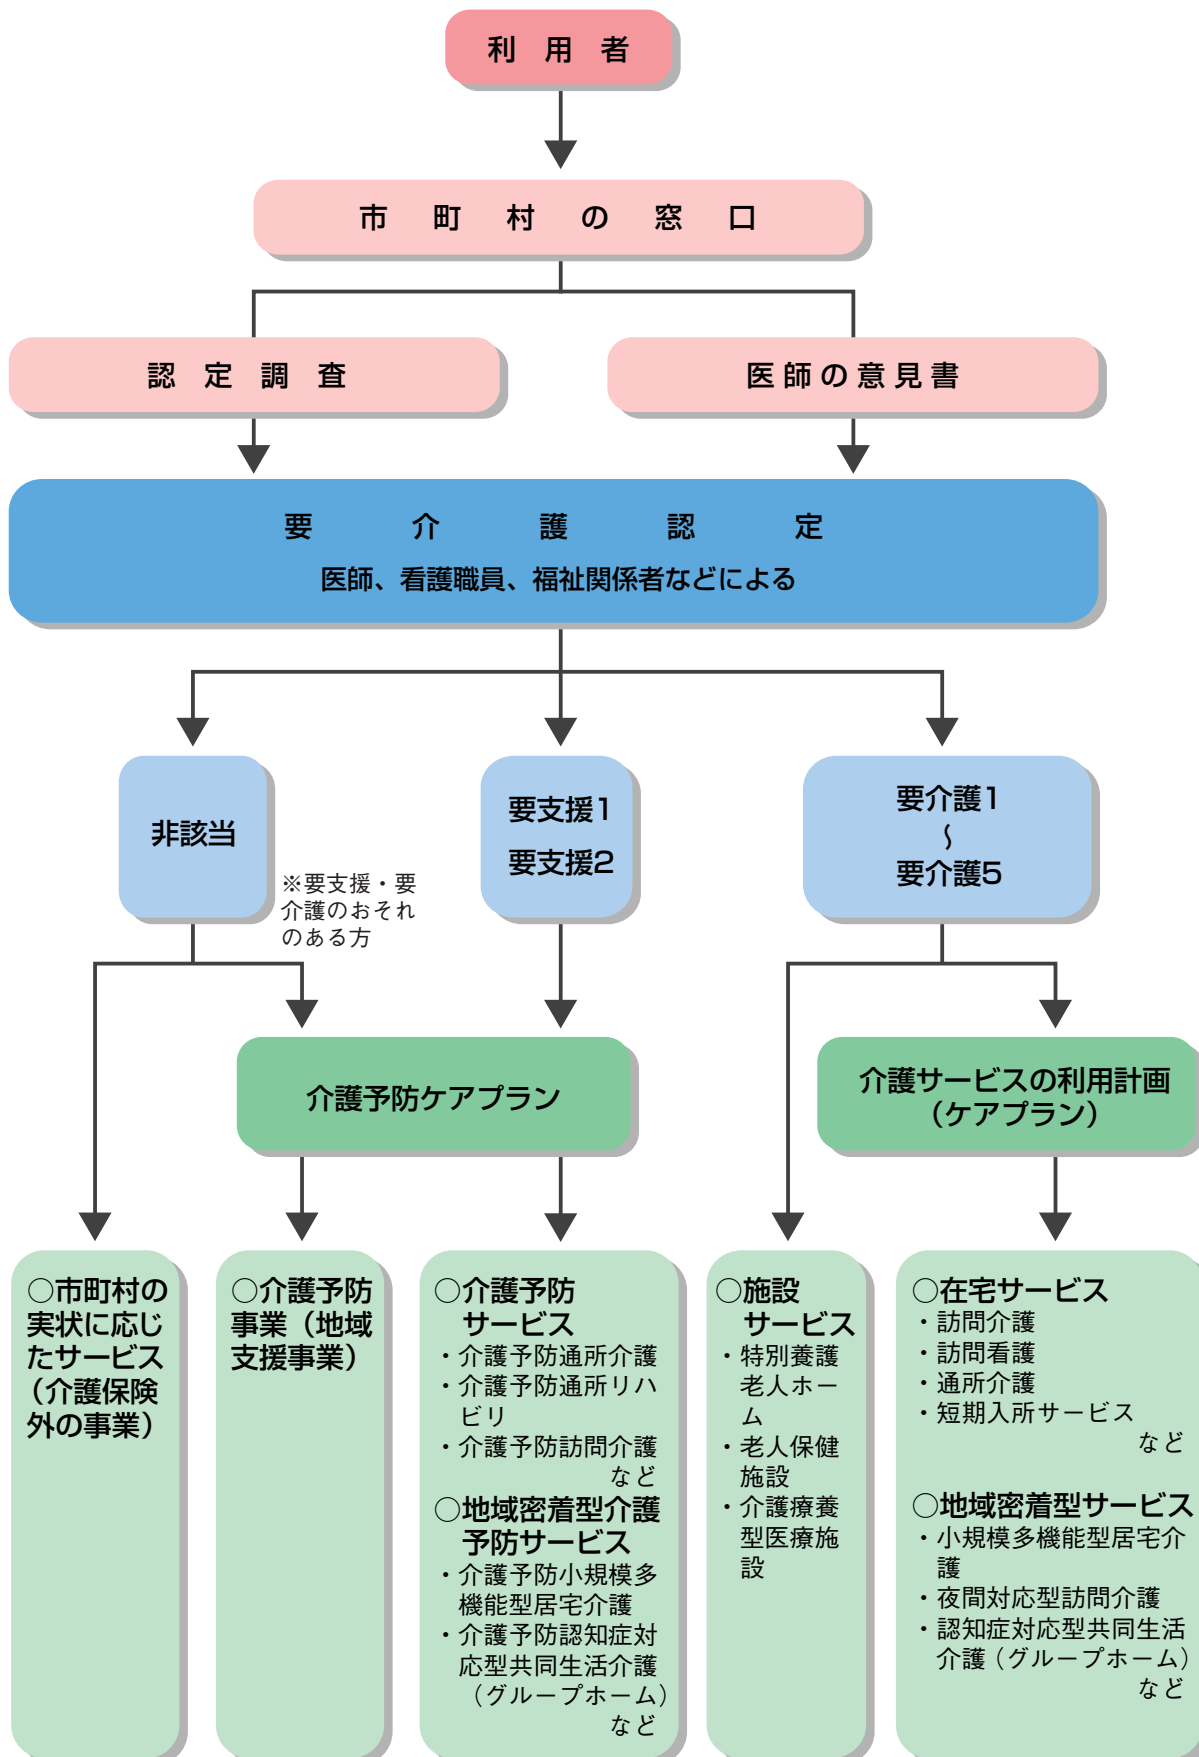 利用者
市町村の窓口
認定調査
医師の意見書
要介護認定
医師、看護職員、福祉関係者などによる
非該当
※要支援・要
介護のおそれ
のある方
要支援1
要支援2
要介護1
〜
要介護5
介護予防ケアプラン
介護サービスの利用計画
（ケアプラン）
○市町村の
実状に応じ
たサービス
（介護保険
外の事業）
○介護予防
事業（地域
支援事業）
○介護予防
サービス
・介護予防通所介護
・介護予防通所リハ
ビリ
・介護予防訪問介護
など
○地域密着型介護
予防サービス
・介護予防小規模多
機能型居宅介護
・介護予防認知症対
応型共同生活介護
（グループホーム）
など
○施設
サービス
・特別養護
老人ホー
ム
・老人保健
施設
・介護療養
型医療施
設
○在宅サービス
・訪問介護
・訪問看護
・通所介護
・短期入所サービス
など
○地域密着型サービス
・小規模多機能型居宅介
護
・夜間対応型訪問介護
・認知症対応型共同生活
介護（グループホーム）
など